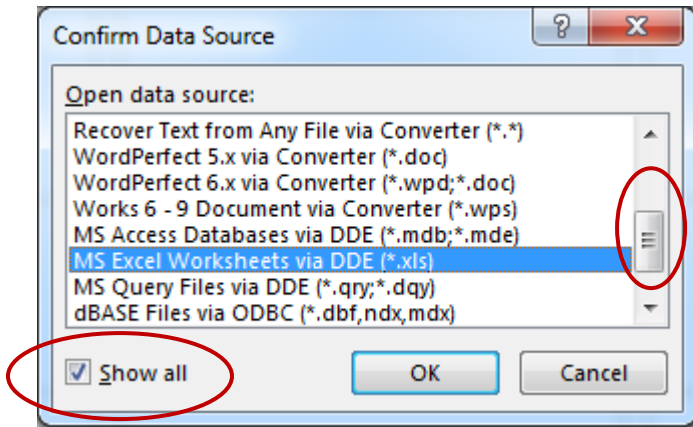 Confirm Data Source
Open data source:
Recover Text from Any File via Converter (*.*)
WordPerfect 5.x via Converter (*.doc)
WordPerfect 6.x via Converter (*.wpd;*.doc)
Works 6 - 9 Document via Converter (*.wps)
MS Access Databases via DDE (*.mdb;*.mde)
MS Excel Worksheets via DDE (*.xls)
MS Query Files via DDE (*.qry;*.dqy)
dBASE Files via ODBC (*.dbf,ndx,mdx)
Show all OK Cancel